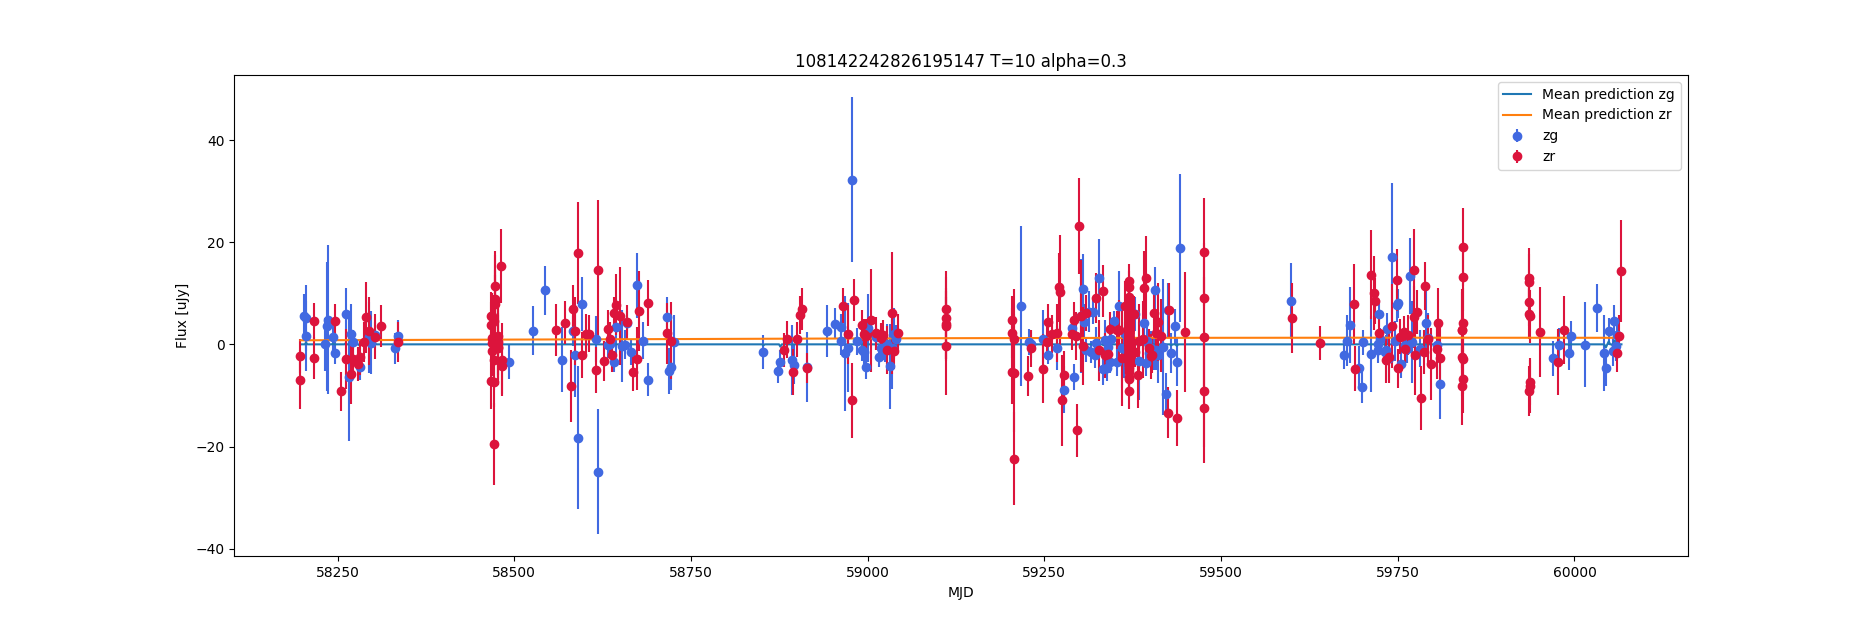 108142242826195147 T=10 alpha=0.3
Mean prediction zg
Mean prediction zr
zg
zr
Flux [uJy]
40
20
0
−20
−40
58250 58500 58750 59000 59250 59500 59750 60000
MJD